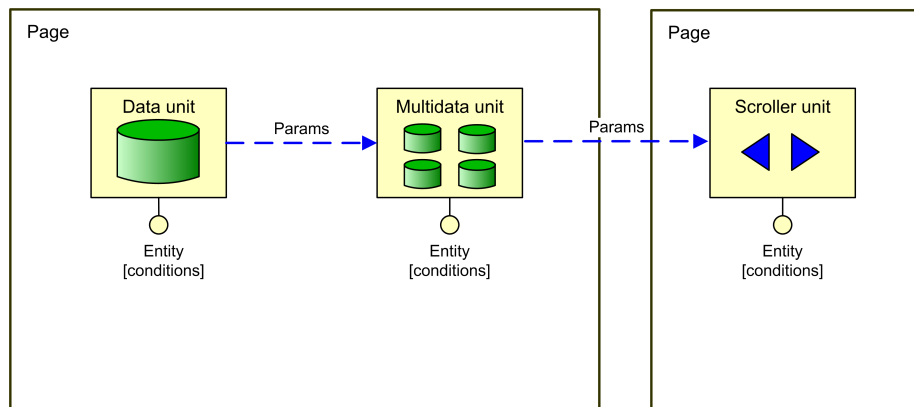 Page
Page
Data unit
Multidata unit
Scroller unit
Params
Params
Entity
[conditions]
Entity
[conditions]
Entity
[conditions]